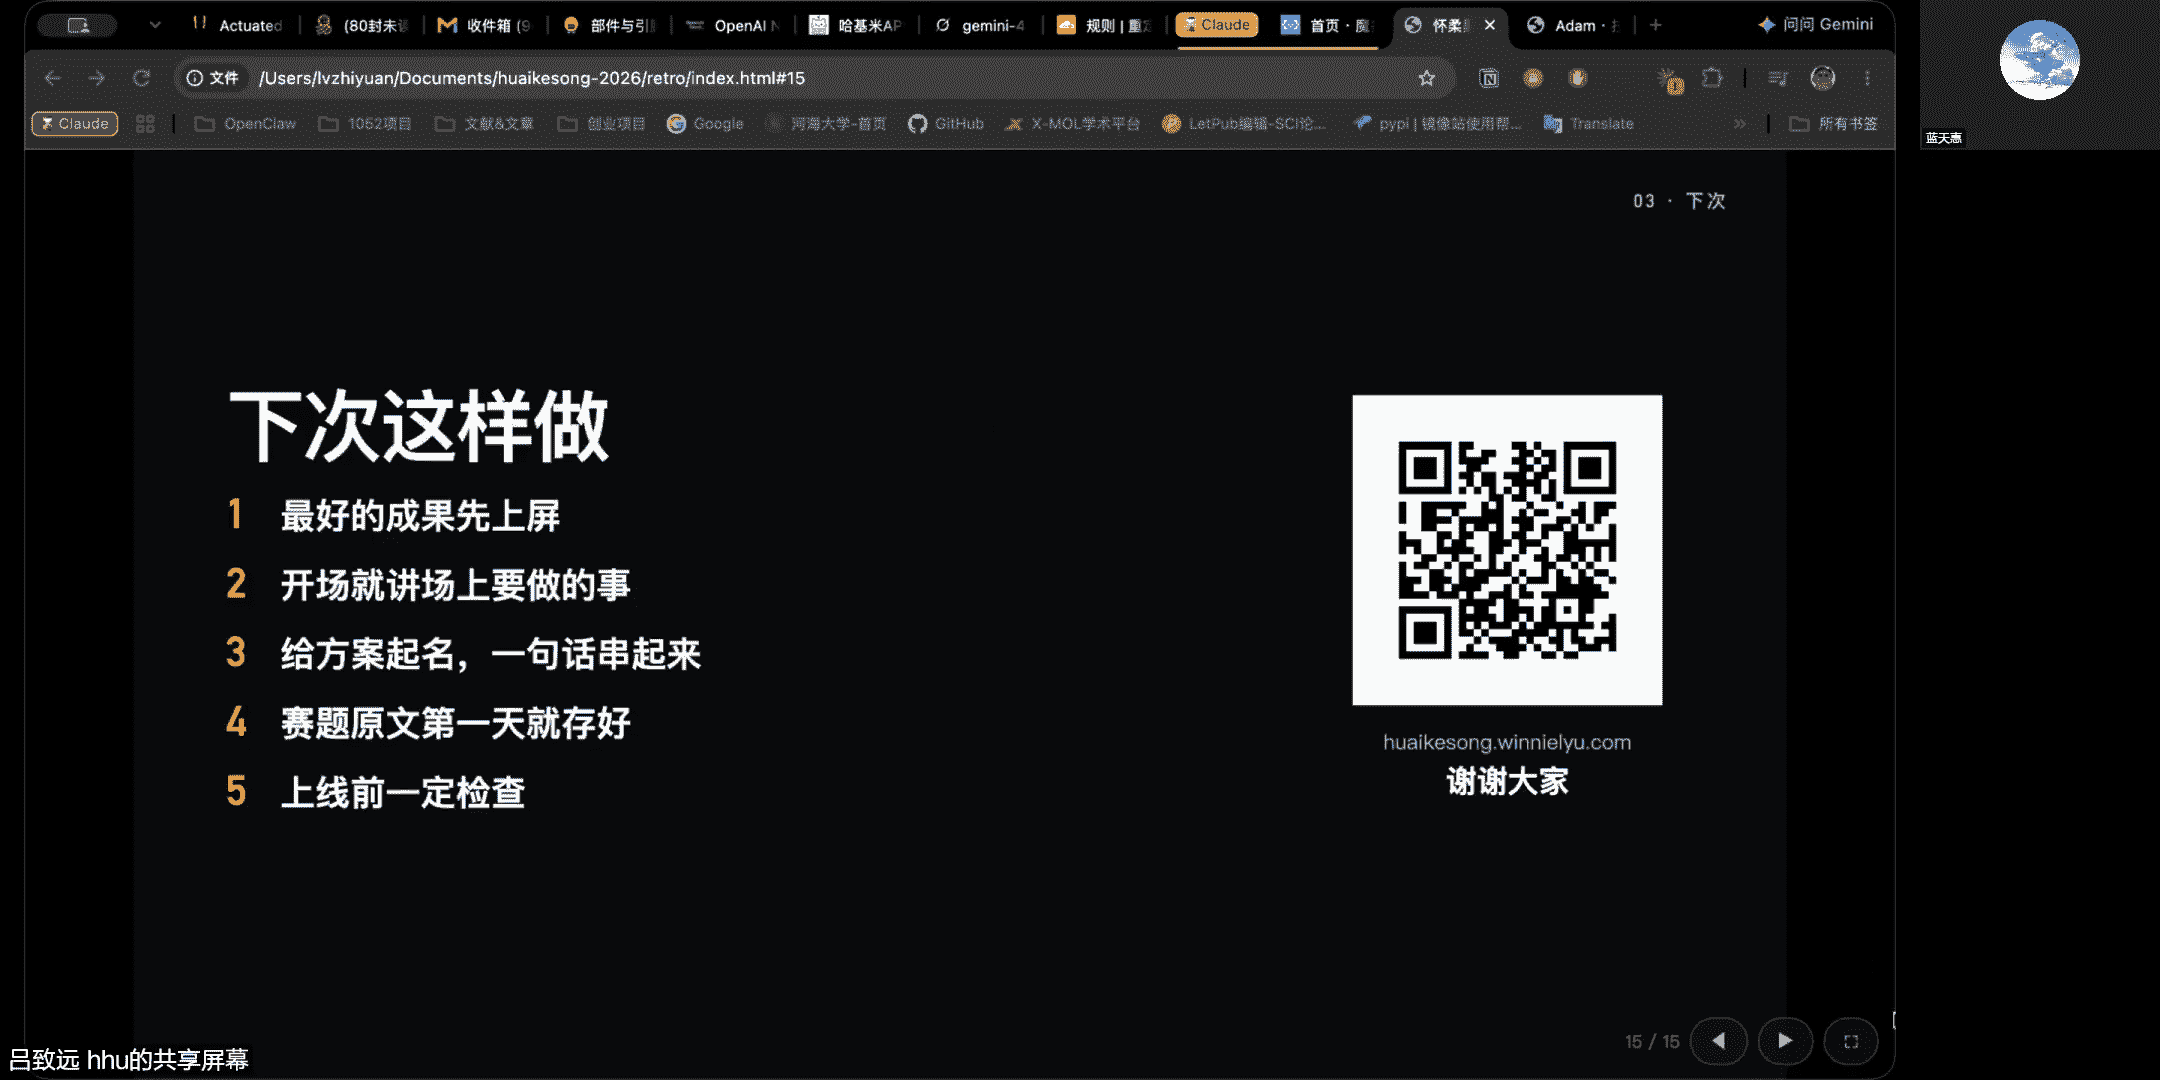 Actuated
(80封未读
收件箱 (9
部件与引
OpenAI
哈基米AP
gemini-4
规则 | 重
Claude
首页 · 魔
怀柔
Adam ·
问问 Gemini
文件
/Users/lvzhiyuan/Documents/huaikesong-2026/retro/index.html#15
Claude
OpenClaw
1052项目
文献&文章
创业项目
Google
河海大学-首页
GitHub
X-MOL学术平台
LetPub编辑-SCI论...
pypi | 镜像站使用帮...
Translate
所有书签
蓝天惠
03 · 下次
下次这样做
1 最好的成果先上屏
2 开场就讲场上要做的事
3 给方案起名，一句话串起来
4 赛题原文第一天就存好
5 上线前一定检查
huaikesong.winnielyu.com
谢谢大家
15 / 15
吕致远 hhu的共享屏幕